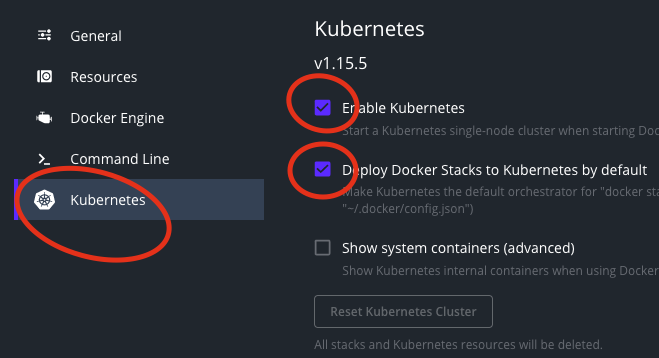 General
Resources
Docker Engine
Command Line
Kubernetes
Kubernetes
v1.15.5
Enable Kubernetes
Start a Kubernetes single-node cluster when starting Doc
Deploy Docker Stacks to Kubernetes by default
Make Kubernetes the default orchestrator for "docker sta
"~/.docker/config.json")
Show system containers (advanced)
Show Kubernetes internal containers when using Docker
Reset Kubernetes Cluster
All stacks and Kubernetes resources will be deleted.